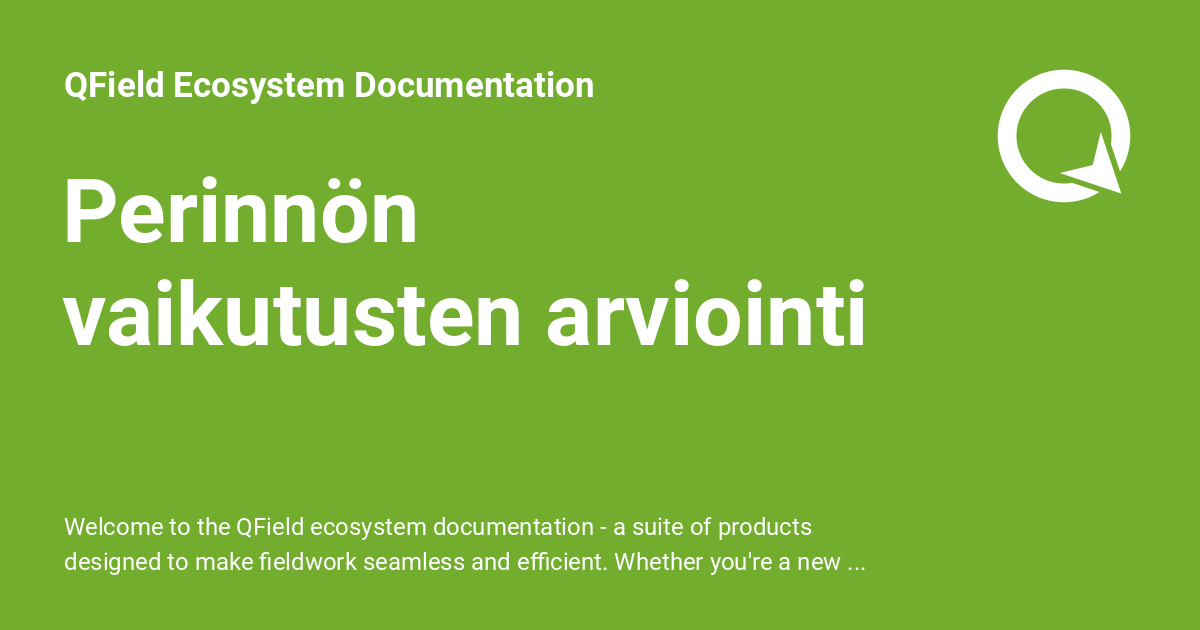 QField Ecosystem Documentation
Perinnön
vaikutusten arviointi
Welcome to the QField ecosystem documentation - a suite of products
designed to make fieldwork seamless and efficient. Whether you're a new ...